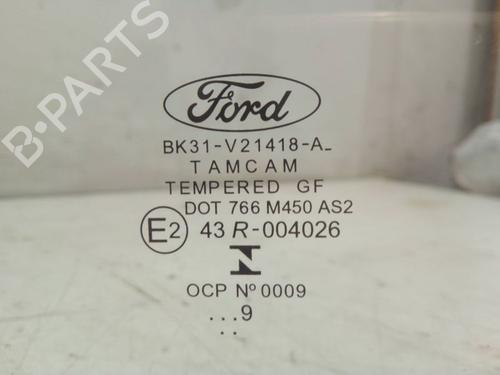 B-PARTS
Ford
BK31-V21418-A-
TAMCAM
TEMPERED GF
DOT 766 M450 AS2
E2 43 R-004026
N
OCP Nº 0009
...9
..